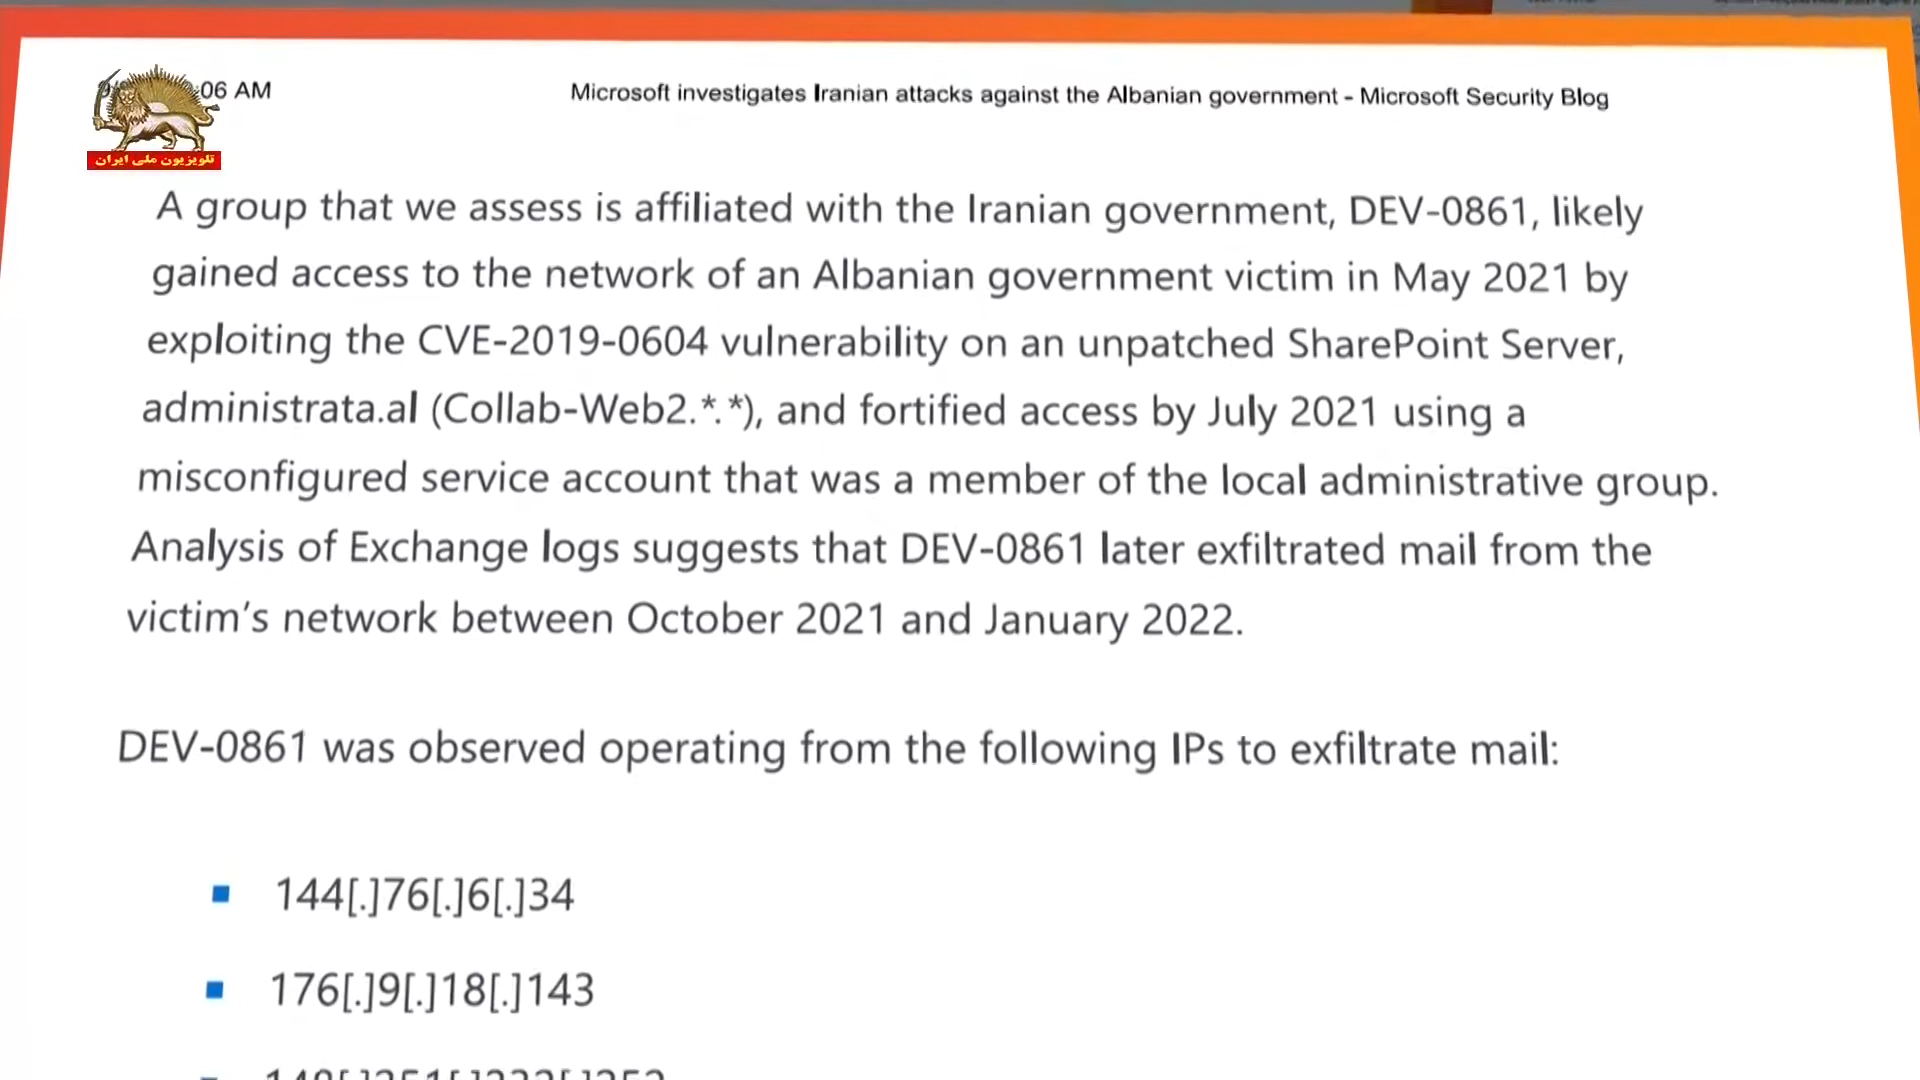 06 AM
Microsoft investigates Iranian attacks against the Albanian government - Microsoft Security Blog
تلویزیون ملی ایران
A group that we assess is affiliated with the Iranian government, DEV-0861, likely
gained access to the network of an Albanian government victim in May 2021 by
exploiting the CVE-2019-0604 vulnerability on an unpatched SharePoint Server,
administrata.al (Collab-Web2.*.*), and fortified access by July 2021 using a
misconfigured service account that was a member of the local administrative group.
Analysis of Exchange logs suggests that DEV-0861 later exfiltrated mail from the
victim's network between October 2021 and January 2022.
DEV-0861 was observed operating from the following IPs to exfiltrate mail:
144[.]76[.]6[.]34
176[.]9[.]18[.]143